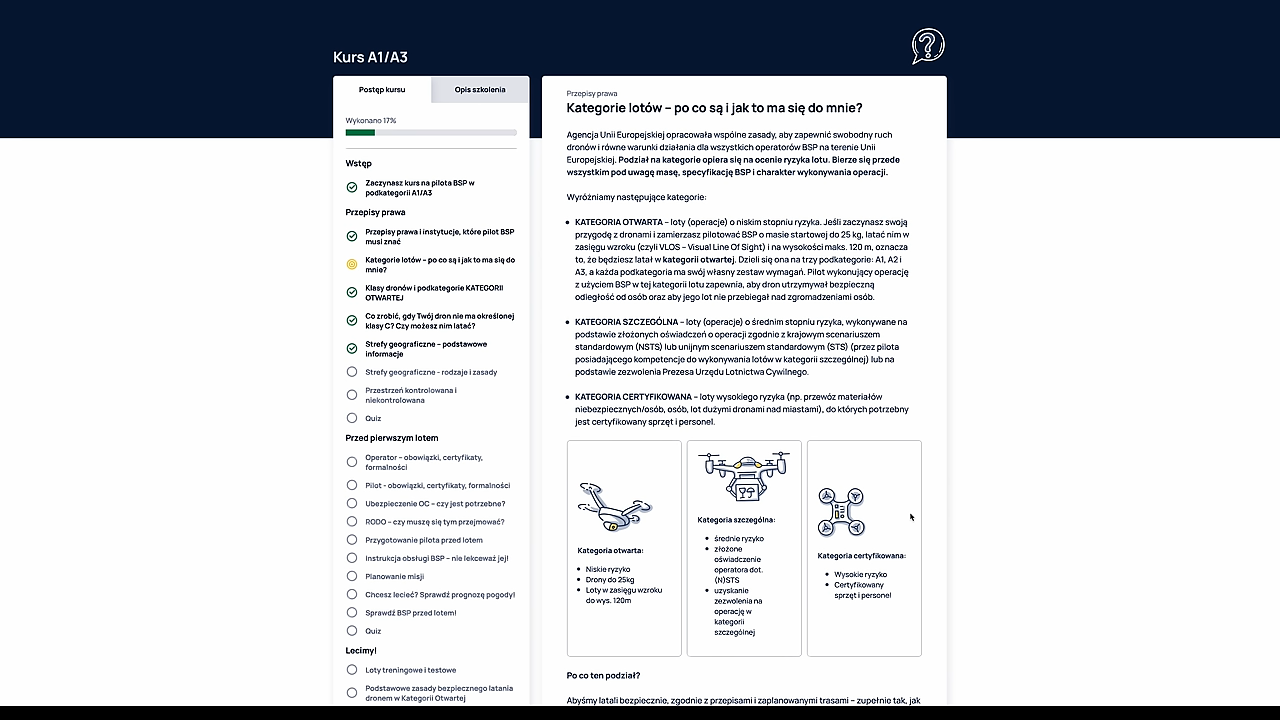 Kurs A1/A3
Postęp kursu
Opis szkolenia
Wykonano 17%
Wstęp
Zaczynasz kurs na pilota BSP w
podkategorii A1/A3
Przepisy prawa
Przepisy prawa i instytucje, które pilot BSP
musi znać
Kategorie lotów – po co są i jak to ma się do
mnie?
Klasy dronów i podkategorie KATEGORII
OTWARTEJ
Co zrobić, gdy Twój dron nie ma określonej
klasy C? Czy możesz nim latać?
Strefy geograficzne – podstawowe
informacje
Strefy geograficzne - rodzaje i zasady
Przestrzeń kontrolowana i
niekontrolowana
Quiz
Przed pierwszym lotem
Operator – obowiązki, certyfikaty,
formalności
Pilot - obowiązki, certyfikaty, formalności
Ubezpieczenie OC – czy jest potrzebne?
RODO – czy muszę się tym przejmować?
Przygotowanie pilota przed lotem
Instrukcja obsługi BSP – nie lekceważ jej!
Planowanie misji
Chcesz lecieć? Sprawdź prognozę pogody!
Sprawdź BSP przed lotem!
Quiz
Lecimy!
Loty treningowe i testowe
Podstawowe zasady bezpiecznego latania
dronem w Kategorii Otwartej
Przepisy prawa
Kategorie lotów – po co są i jak to ma się do mnie?
Agencja Unii Europejskiej opracowała wspólne zasady, aby zapewnić swobodny ruch
dronów i równe warunki działania dla wszystkich operatorów BSP na terenie Unii
Europejskiej. Podział na kategorie opiera się na ocenie ryzyka lotu. Bierze się przede
wszystkim pod uwagę masę, specyfikację BSP i charakter wykonywania operacji.
Wyróżniamy następujące kategorie:
• KATEGORIA OTWARTA – loty (operacje) o niskim stopniu ryzyka. Jeśli zaczynasz swoją
przygodę z dronami i zamierzasz pilotować BSP o masie startowej do 25 kg, latać nim w
zasięgu wzroku (czyli VLOS – Visual Line Of Sight) i na wysokości maks. 120 m, oznacza
to, że będziesz latał w kategorii otwartej. Dzieli się ona na trzy podkategorie: A1, A2 i
A3, a każda podkategoria ma swój własny zestaw wymagań. Pilot wykonujący operację
z użyciem BSP w tej kategorii lotu zapewnia, aby dron utrzymywał bezpieczną
odległość od osób oraz aby jego lot nie przebiegał nad zgromadzeniami osób.
• KATEGORIA SZCZEGÓLNA – loty (operacje) o średnim stopniu ryzyka, wykonywane na
podstawie złożonych oświadczeń o operacji zgodnie z krajowym scenariuszem
standardowym (NSTS) lub unijnym scenariuszem standardowym (STS) (przez pilota
posiadającego kompetencje do wykonywania lotów w kategorii szczególnej) lub na
podstawie zezwolenia Prezesa Urzędu Lotnictwa Cywilnego.
• KATEGORIA CERTYFIKOWANA – loty wysokiego ryzyka (np. przewóz materiałów
niebezpiecznych/osób, osób, lot dużymi dronami nad miastami), do których potrzebny
jest certyfikowany sprzęt i personel.
Kategoria otwarta:
• Niskie ryzyko
• Drony do 25kg
• Loty w zasięgu wzroku
do wys. 120m
Kategoria szczególna:
• średnie ryzyko
• złożone
oświadczenie
operatora dot.
(N)STS
• uzyskanie
zezwolenia na
operację w
kategorii
szczególnej
Kategoria certyfikowana:
• Wysokie ryzyko
• Certyfikowany
sprzęt i personel
Po co ten podział?
Abyśmy latali bezpiecznie, zgodnie z przepisami i zaplanowanymi trasami – zupełnie tak, jak